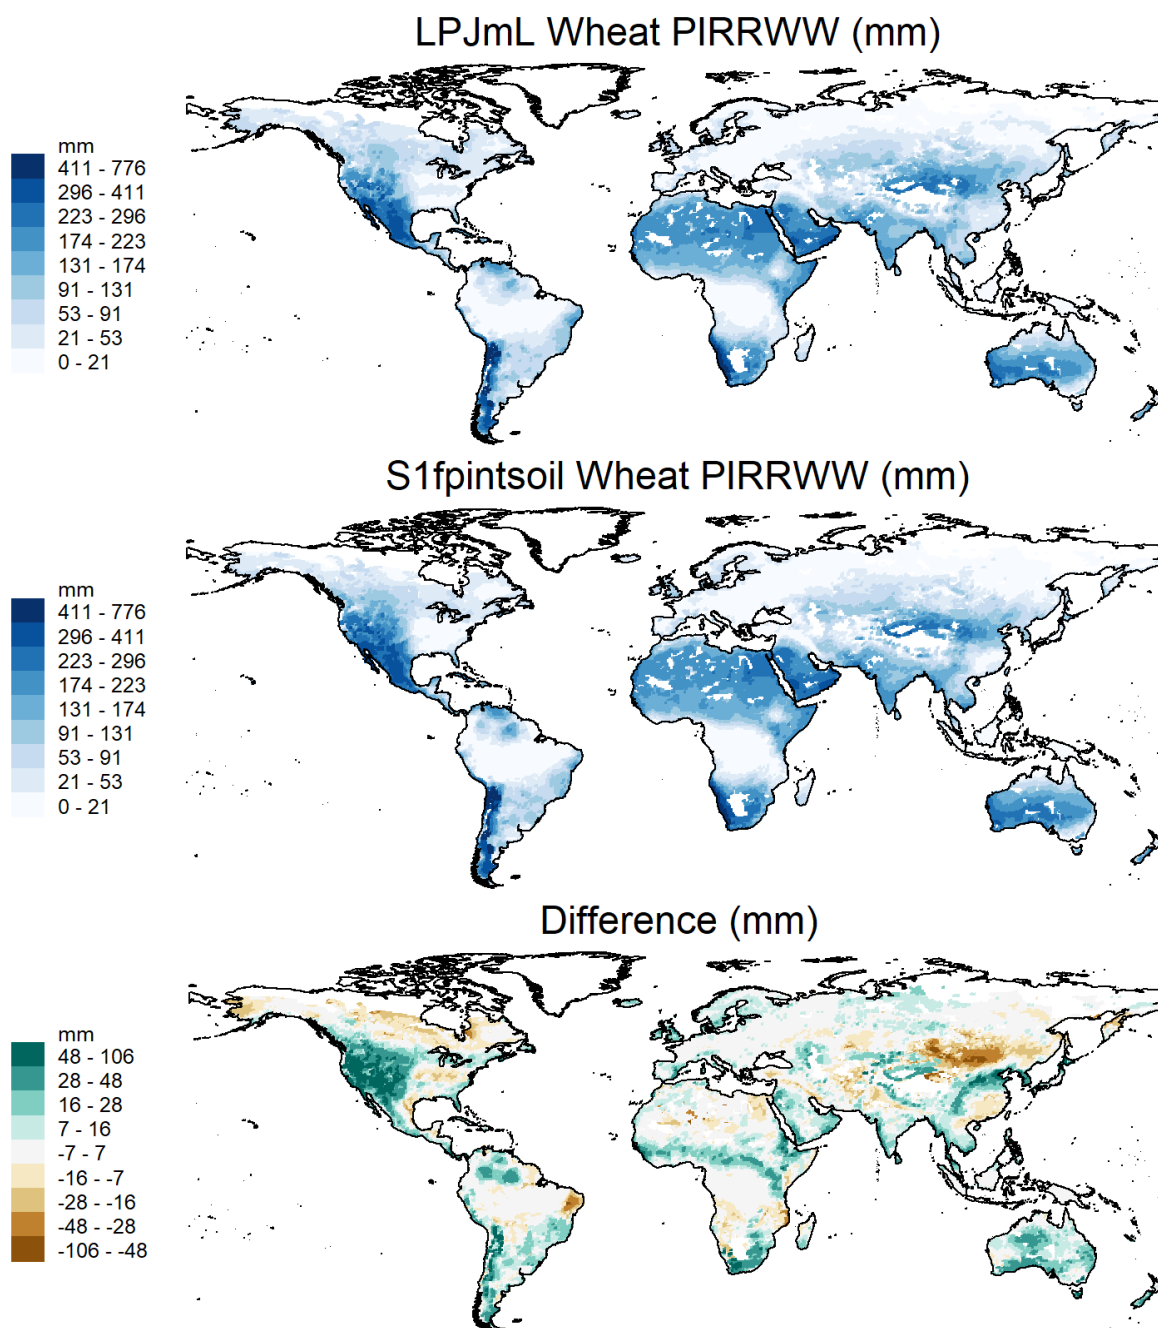 LPJmL Wheat PIRRWW (mm)
mm
411 - 776
296 - 411
223 - 296
174 - 223
131 - 174
91 - 131
53 - 91
21 - 53
0 - 21
S1fpintsoil Wheat PIRRWW (mm)
mm
411 - 776
296 - 411
223 - 296
174 - 223
131 - 174
91 - 131
53 - 91
21 - 53
0 - 21
Difference (mm)
mm
48 - 106
28 - 48
16 - 28
7 - 16
-7 - 7
-16 - -7
-28 - -16
-48 - -28
-106 - -48